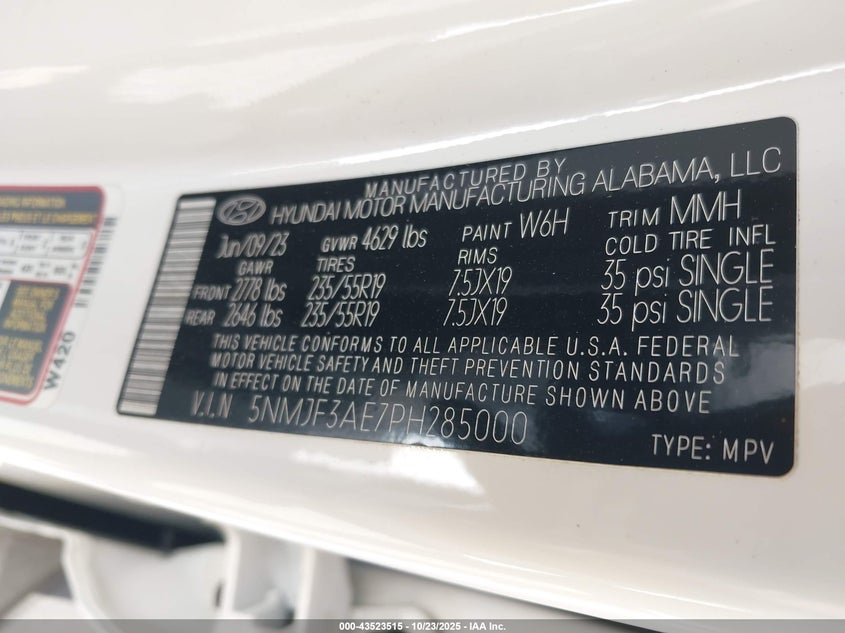 MANUFACTURED BY
HYUNDAI MOTOR MANUFACTURING ALABAMA, LLC
Jun/09/23 GVWR 4629 lbs PAINT W6H TRIM MMH
GAWR TIRES RIMS COLD TIRE INFL
FRONT 2778 lbs 235/55R19 7.5JX19 35 psi SINGLE
REAR 2646 lbs 235/55R19 7.5JX19 35 psi SINGLE
THIS VEHICLE CONFORMS TO ALL APPLICABLE U.S.A. FEDERAL
MOTOR VEHICLE SAFETY AND THEFT PREVENTION STANDARDS
IN EFFECT ON THE DATE OF MANUFACTURE SHOWN ABOVE
V.I.N 5NMJF3AE7PH285000
TYPE: MPV
W420
INFORMATION
000-43523515 - 10/23/2025 - IAA Inc.